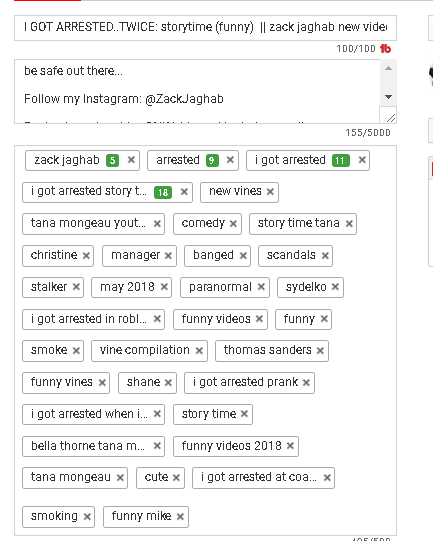 I GOT ARRESTED..TWICE: storytime (funny) || zack jaghab new video
100/100
be safe out there...
Follow my Instagram: @ZackJaghab
155/5000
zack jaghab 5 × arrested 9 × i got arrested 11 ×
i got arrested story t... 18 × new vines ×
tana mongeau yout... × comedy × story time tana ×
christine × manager × banged × scandals ×
stalker × may 2018 × paranormal × sydelko ×
i got arrested in robl... × funny videos × funny ×
smoke × vine compilation × thomas sanders ×
funny vines × shane × i got arrested prank ×
i got arrested when i... × story time ×
bella thorne tana m... × funny videos 2018 ×
tana mongeau × cute × i got arrested at coa... ×
smoking × funny mike ×